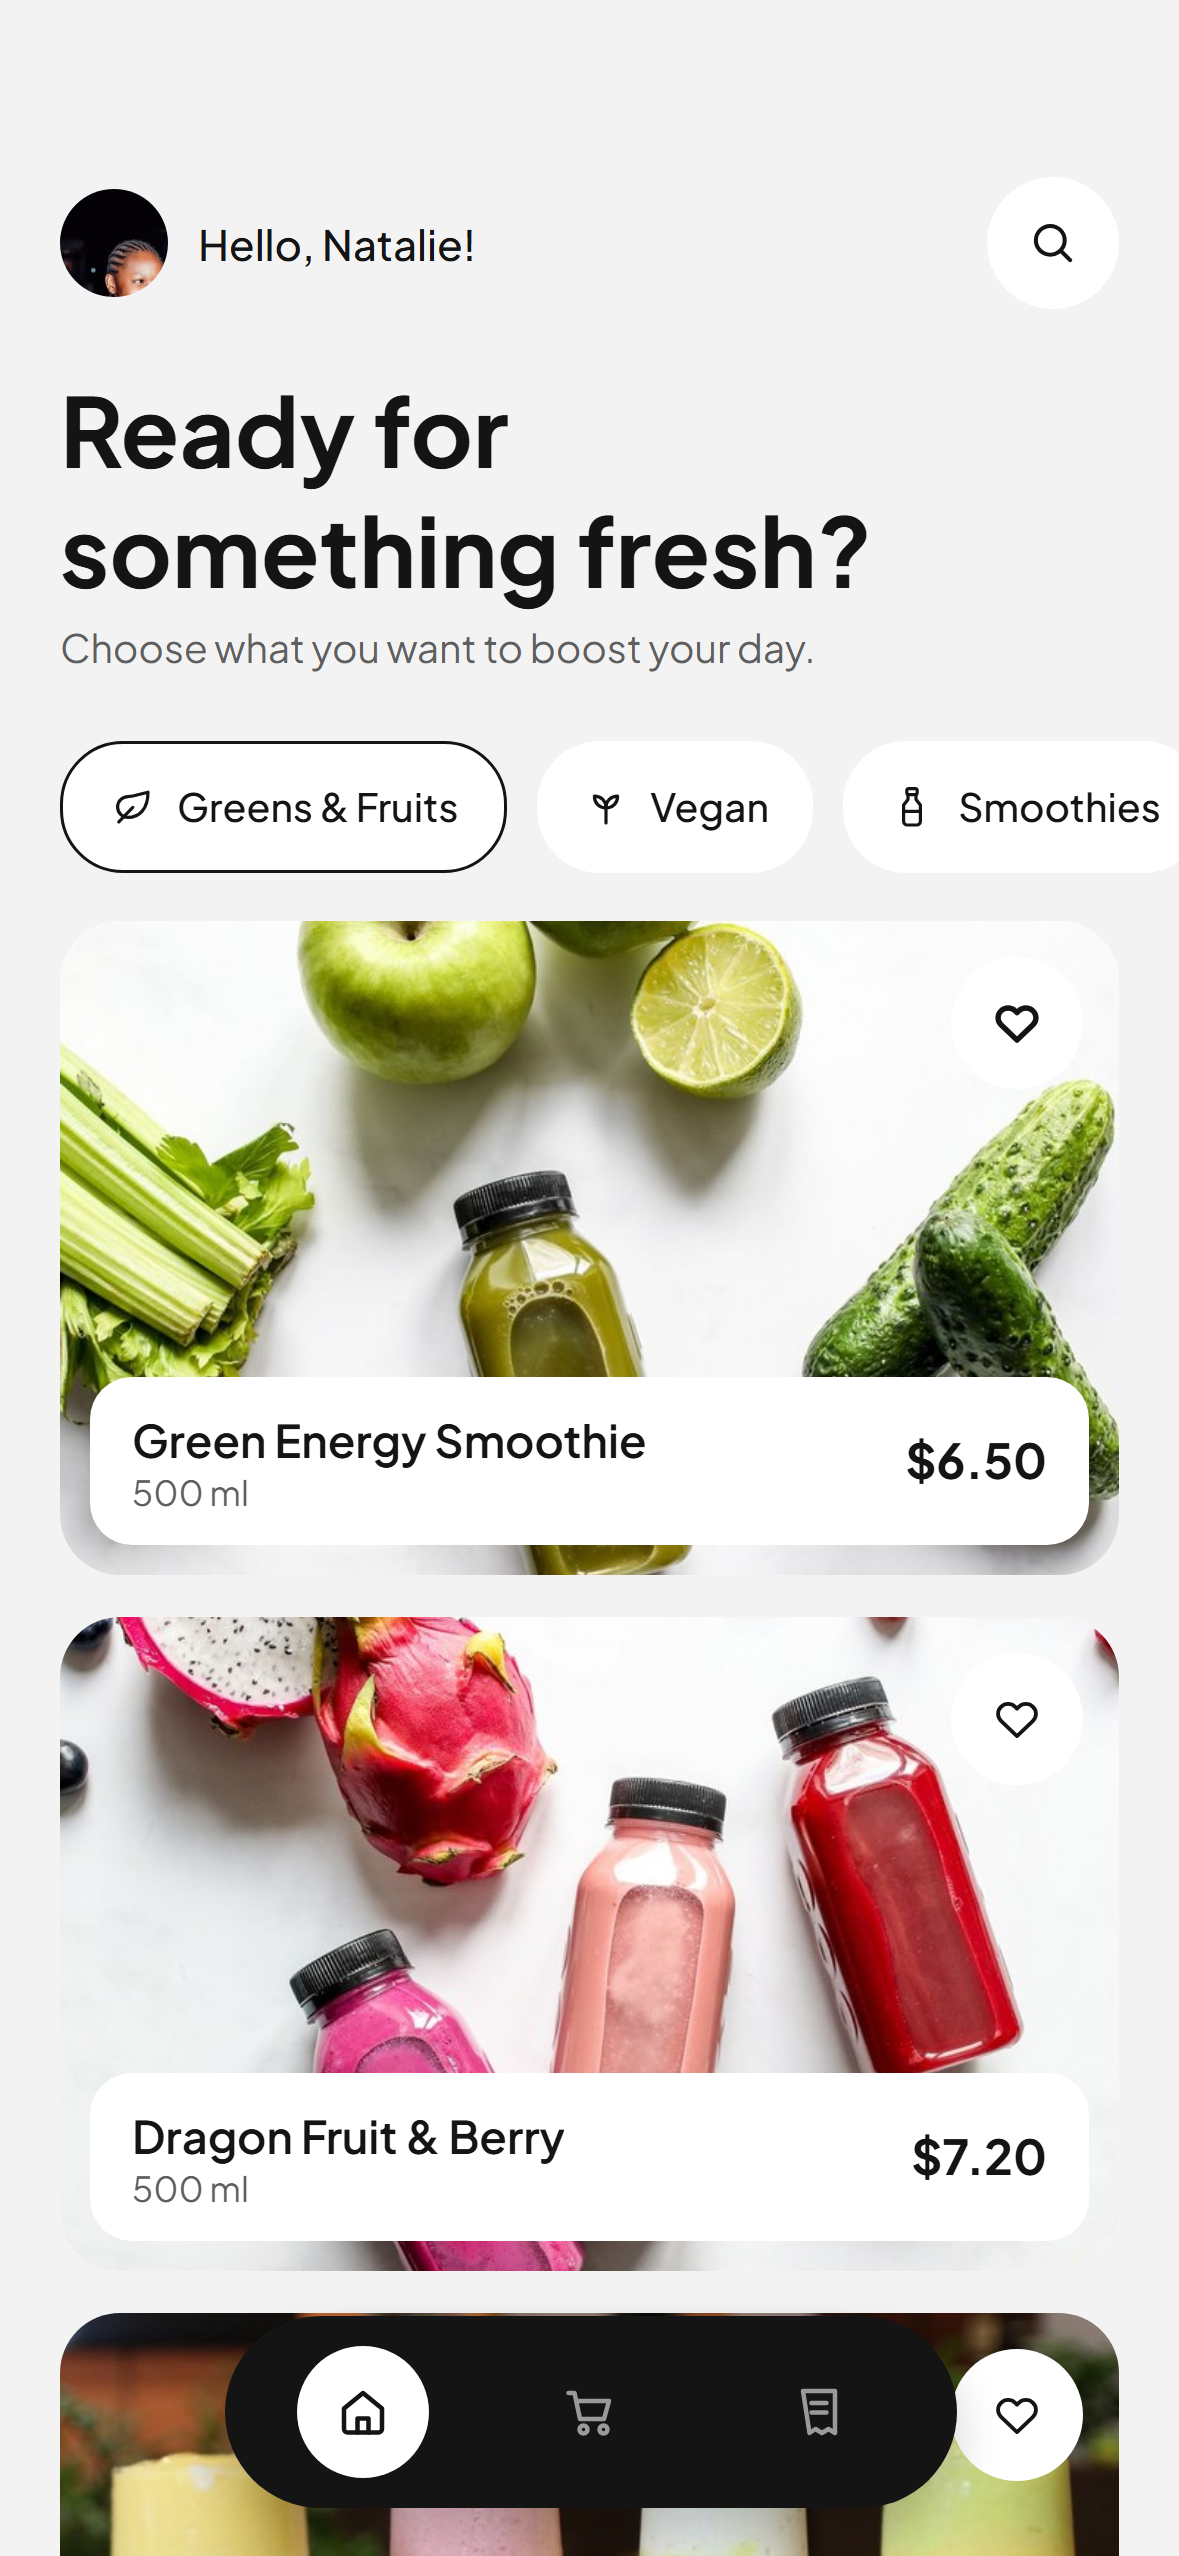 Hello, Natalie!
Ready for
something fresh?
Choose what you want to boost your day.
Greens & Fruits
Vegan
Smoothies
Green Energy Smoothie
500 ml
$6.50
Dragon Fruit & Berry
500 ml
$7.20